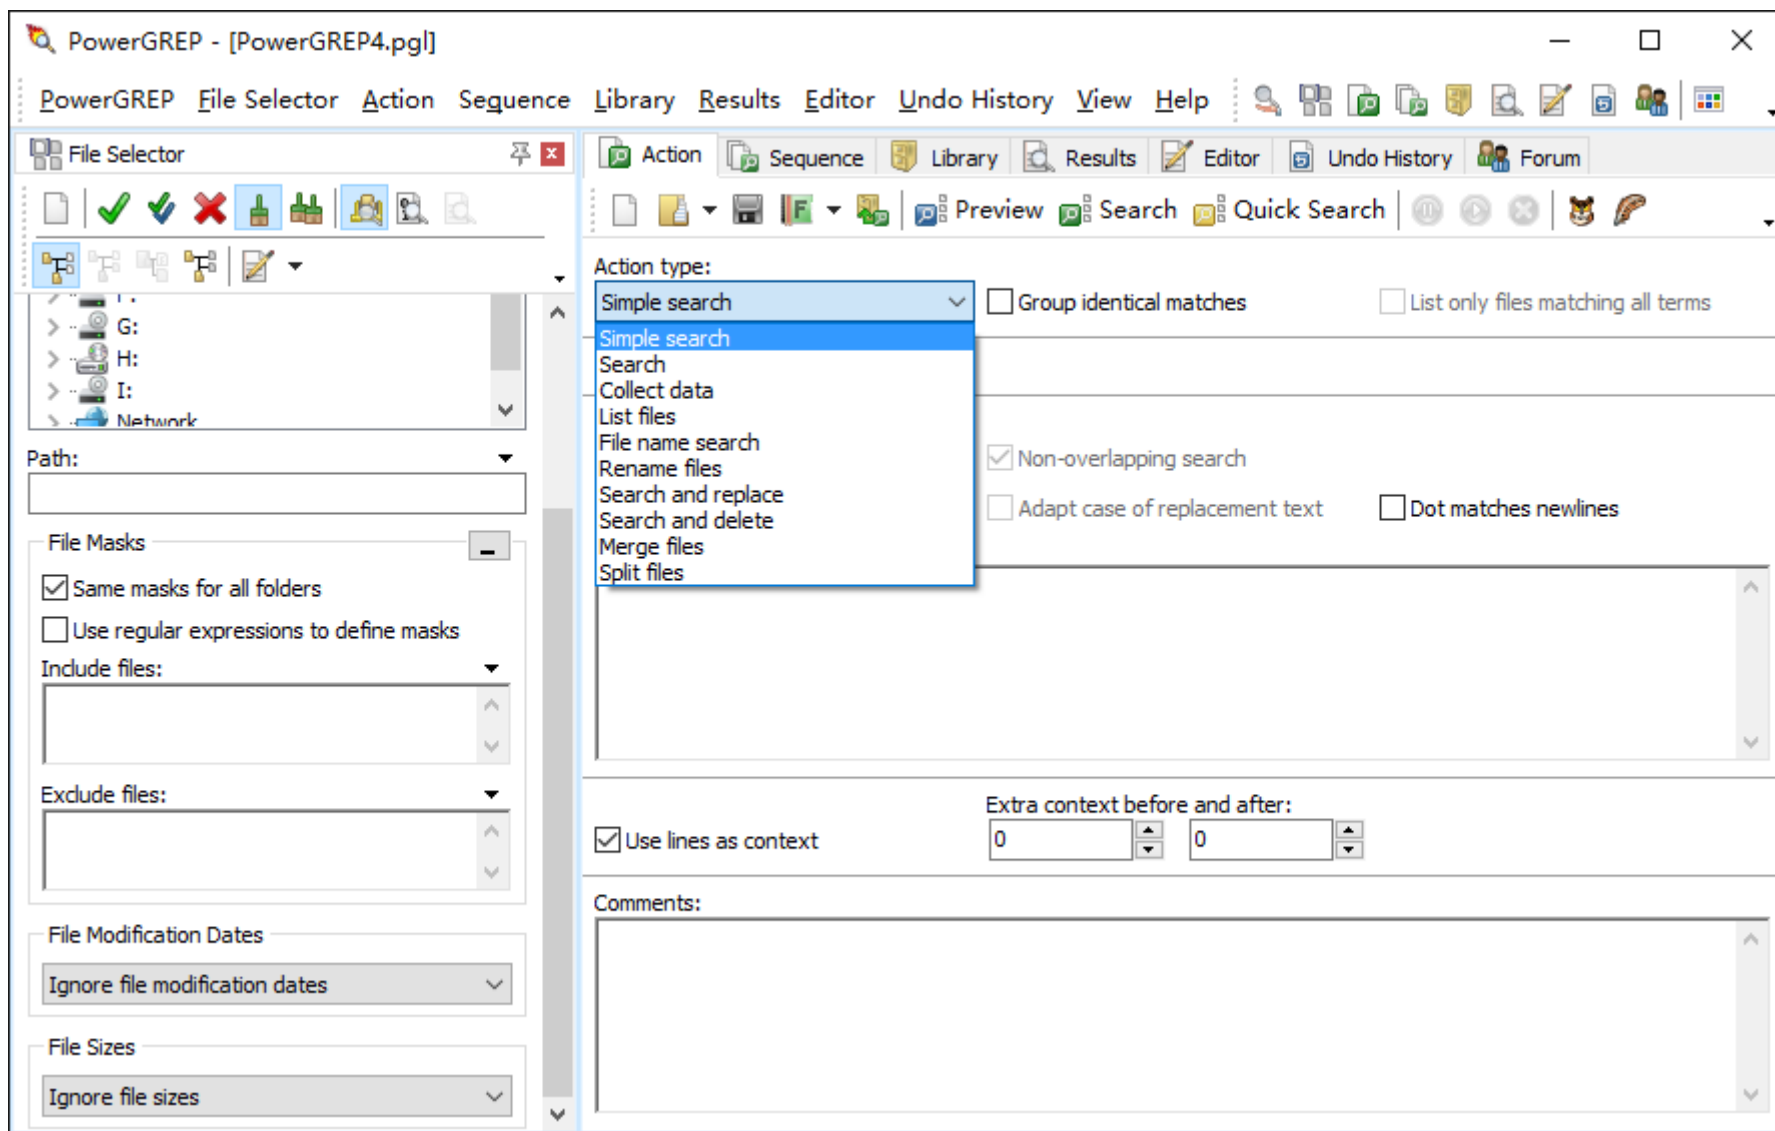 PowerGREP - [PowerGREP4.pgl]
PowerGREP File Selector Action Sequence Library Results Editor Undo History View Help
File Selector
Action Sequence Library Results Editor Undo History Forum
Preview Search Quick Search
Action type:
Simple search
Group identical matches
List only files matching all terms
Simple search
Search
Collect data
List files
File name search
Rename files
Search and replace
Search and delete
Merge files
Split files
Non-overlapping search
Adapt case of replacement text
Dot matches newlines
G:
H:
I:
Network
Path:
File Masks
Same masks for all folders
Use regular expressions to define masks
Include files:
Exclude files:
File Modification Dates
Ignore file modification dates
File Sizes
Ignore file sizes
Use lines as context
Extra context before and after:
0 0
Comments: